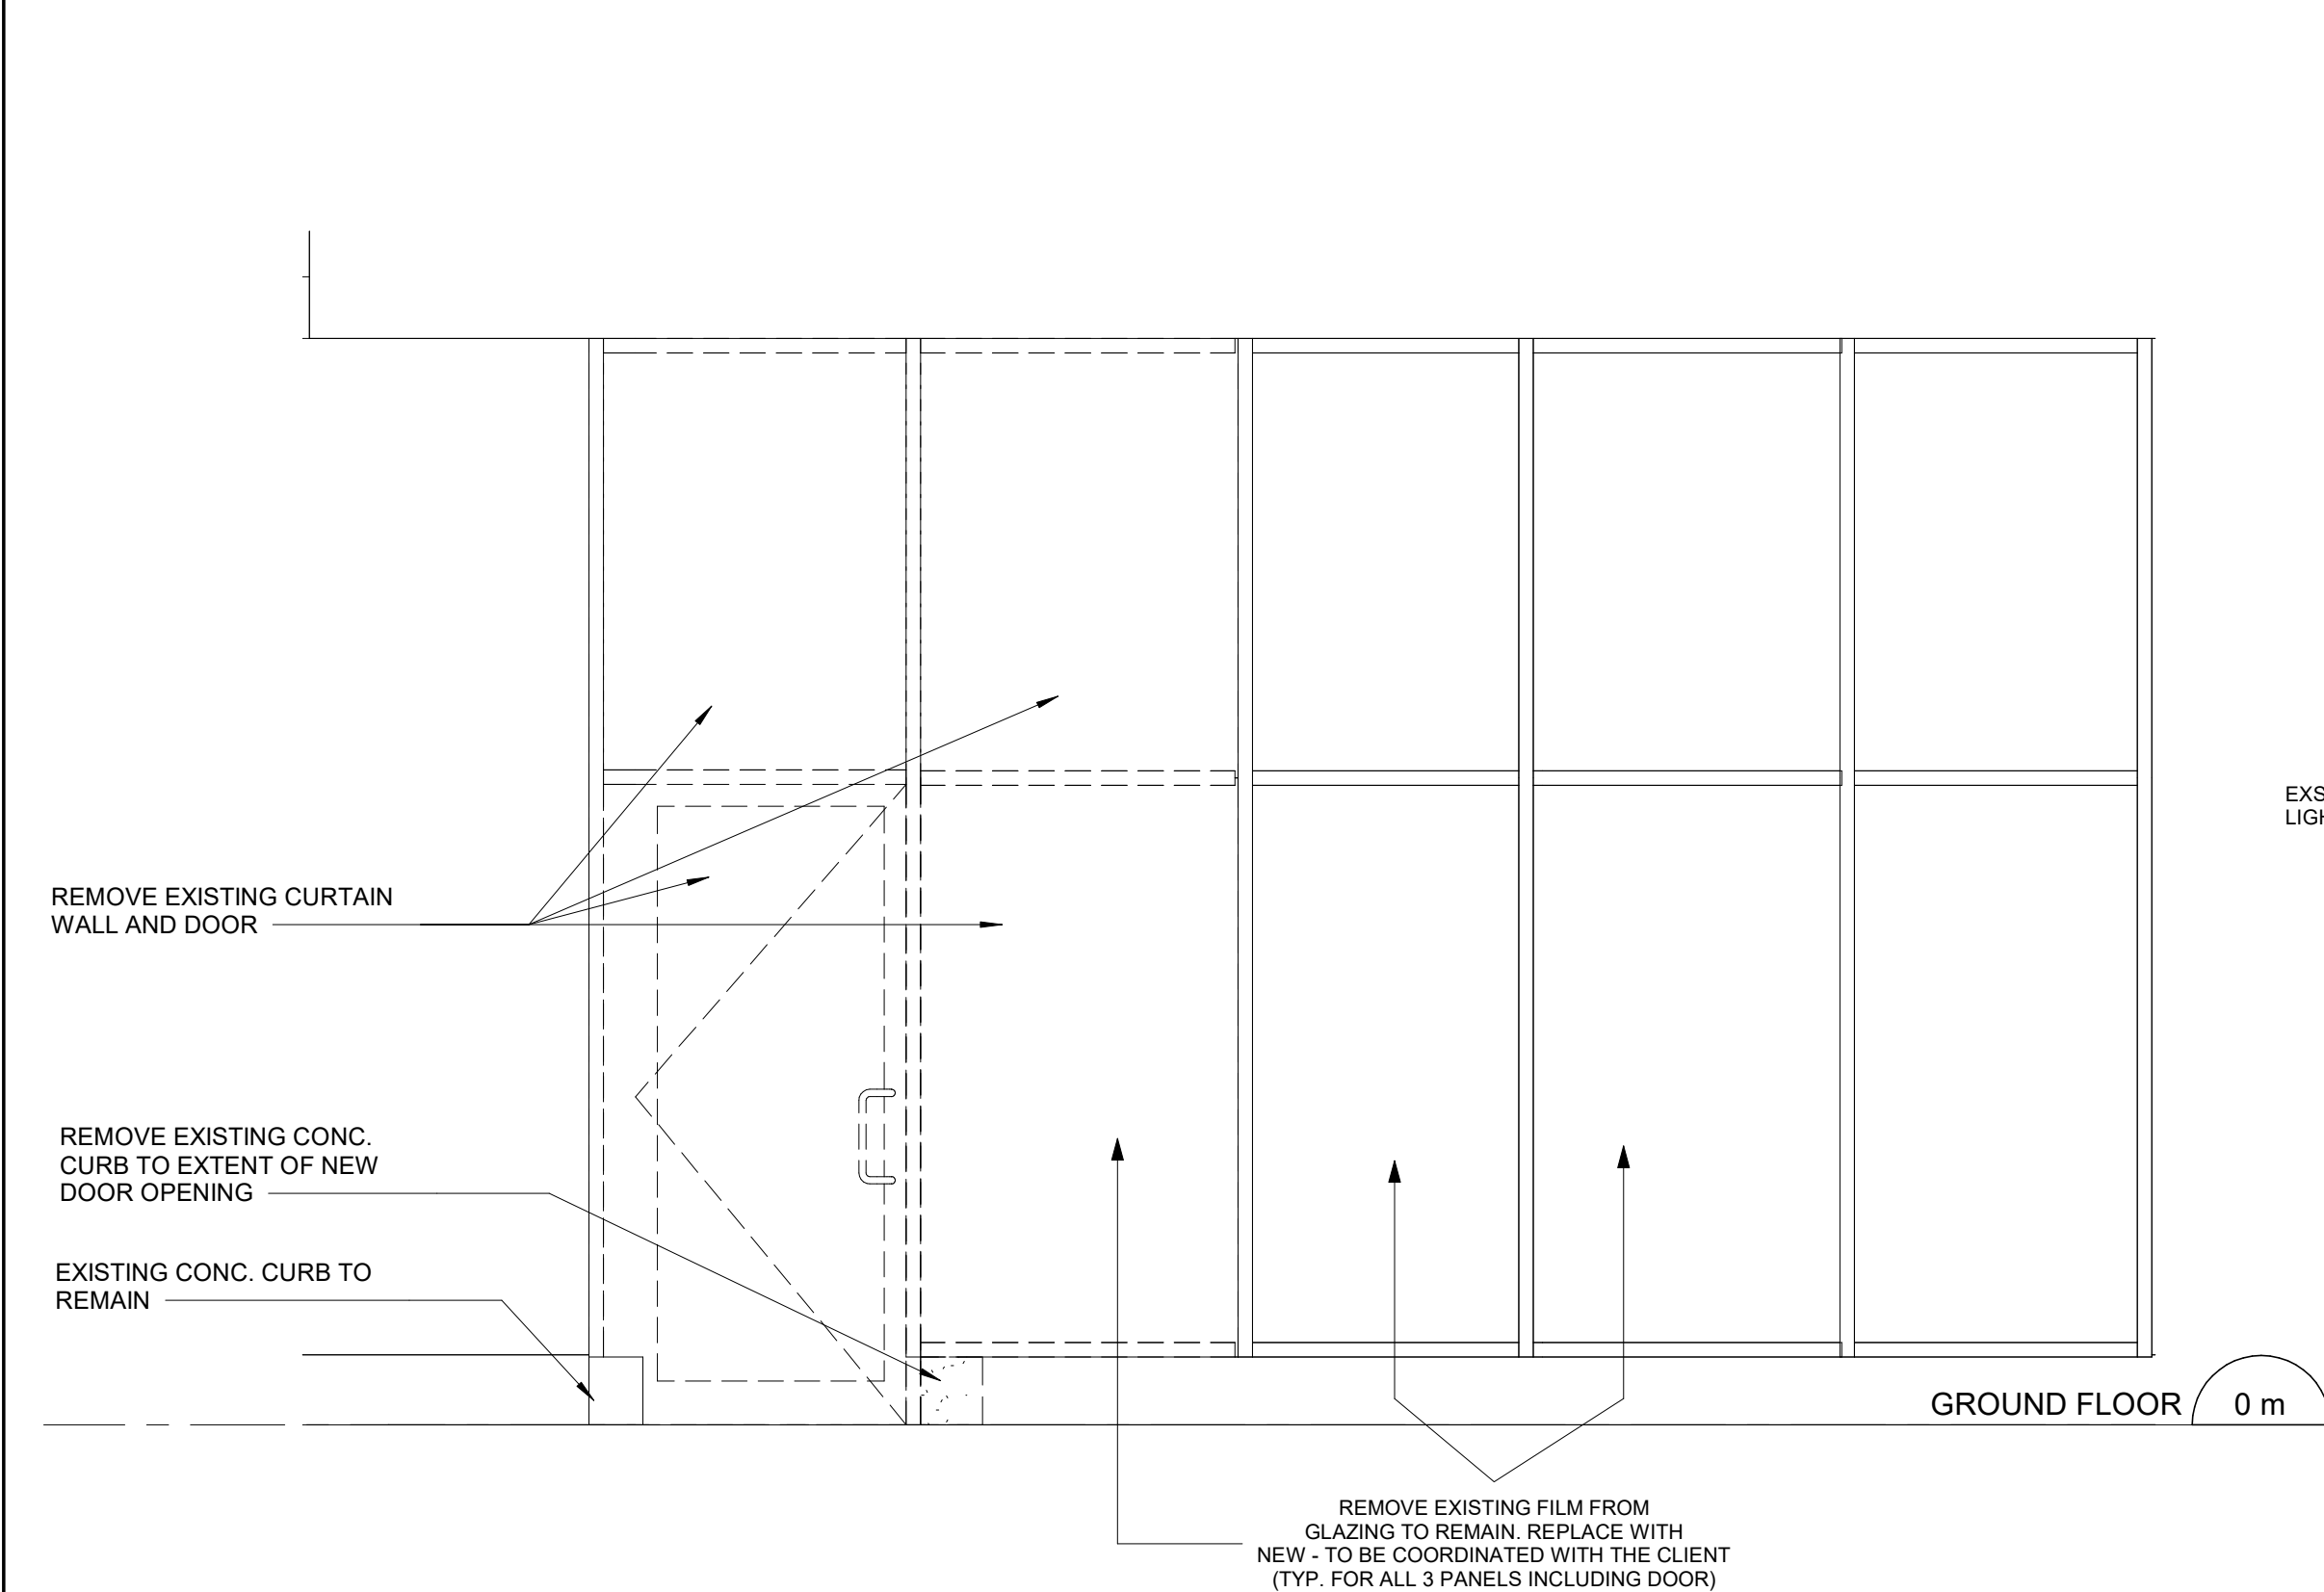 EXS
LIGH
REMOVE EXISTING CURTAIN
WALL AND DOOR
REMOVE EXISTING CONC.
CURB TO EXTENT OF NEW
DOOR OPENING
EXISTING CONC. CURB TO
REMAIN
GROUND FLOOR 0 m
REMOVE EXISTING FILM FROM
GLAZING TO REMAIN. REPLACE WITH
NEW - TO BE COORDINATED WITH THE CLIENT
(TYP. FOR ALL 3 PANELS INCLUDING DOOR)